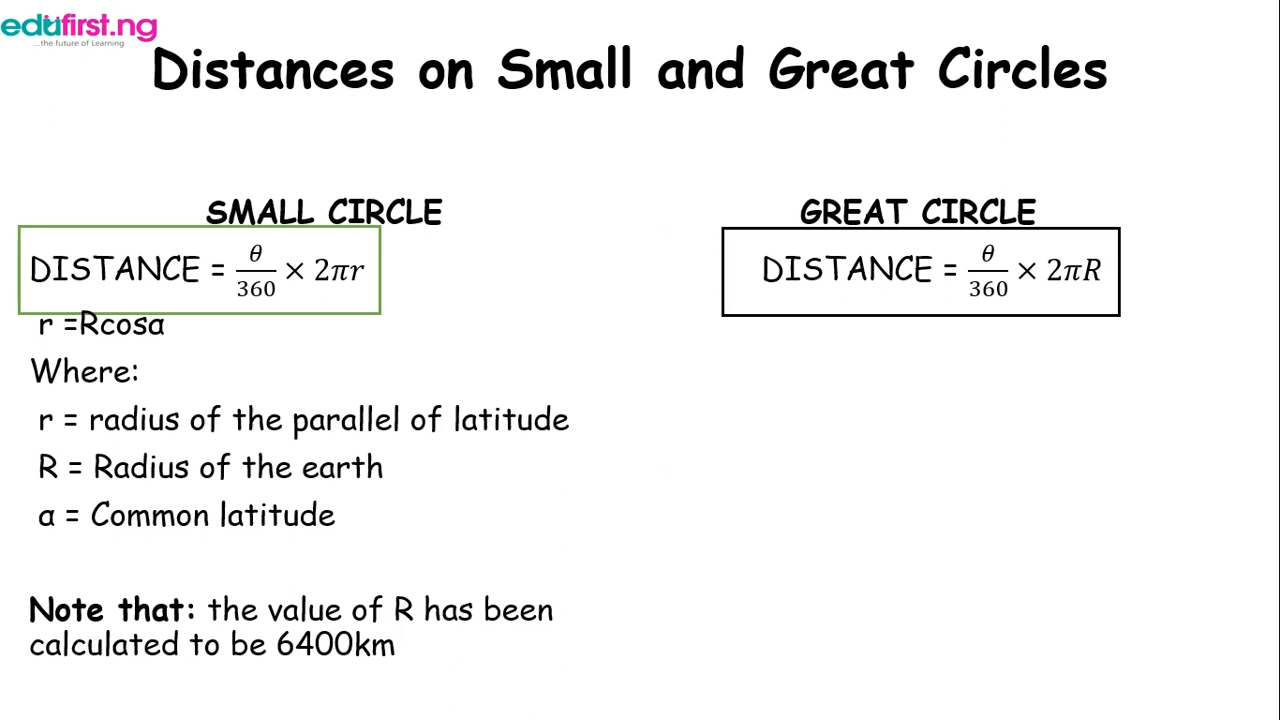 edufirst.ng
...the future of Learning
Distances on Small and Great Circles
SMALL CIRCLE
DISTANCE = θ/360 × 2πr
r =Rcosα
Where:
r = radius of the parallel of latitude
R = Radius of the earth
α = Common latitude
Note that: the value of R has been
calculated to be 6400km
GREAT CIRCLE
DISTANCE = θ/360 × 2πR